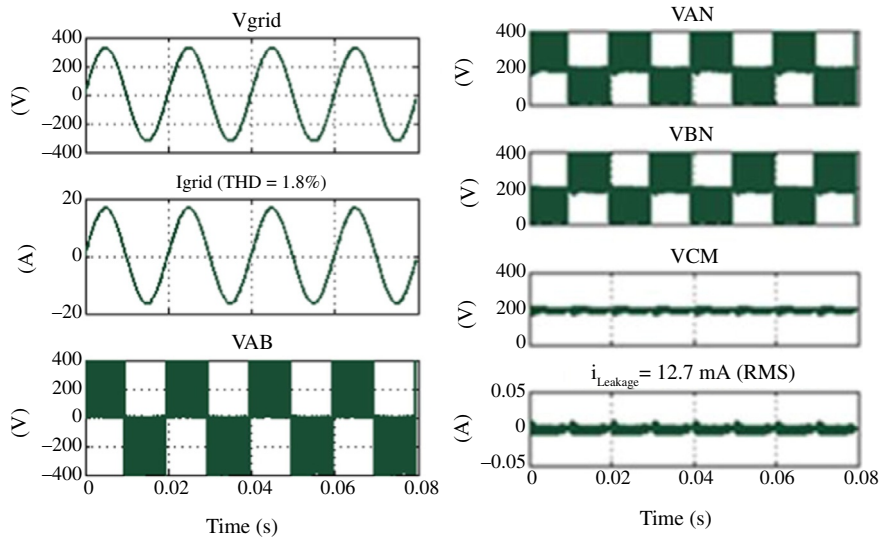 Vgrid
400
200
0
−200
−400
(V)
Igrid (THD = 1.8%)
20
0
−20
(A)
VAB
400
200
0
−200
−400
(V)
0 0.02 0.04 0.06 0.08
Time (s)
VAN
400
200
0
(V)
VBN
400
200
0
(V)
VCM
400
200
0
(V)
iLeakage= 12.7 mA (RMS)
0.05
0
−0.05
(A)
0 0.02 0.04 0.06 0.08
Time (s)